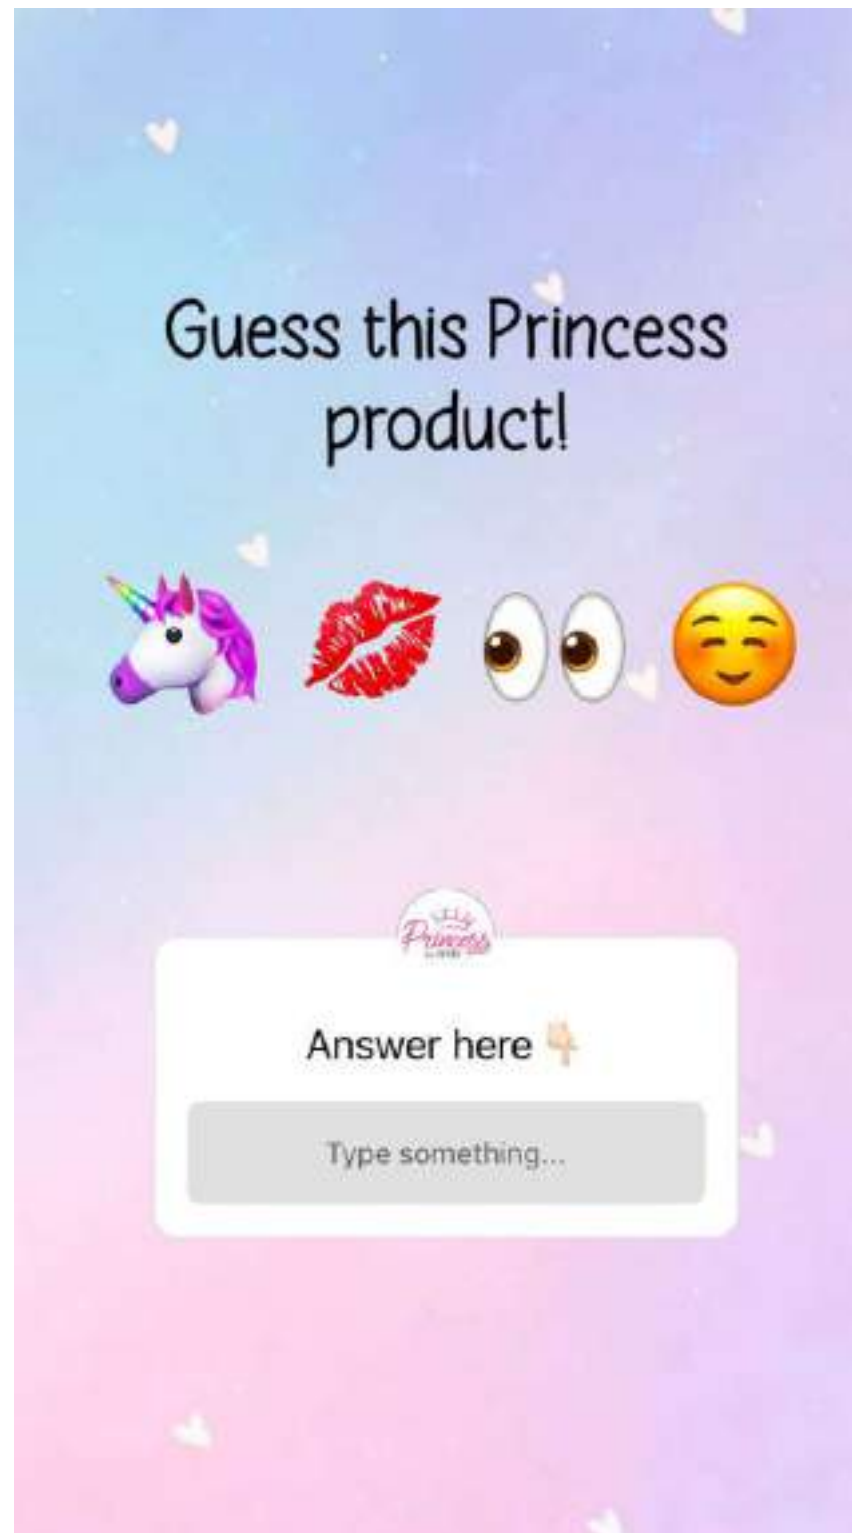 Guess this Princess
product!
Princess
Answer here
Type something...